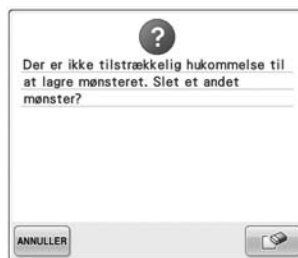 ?
Der er ikke tilstrækkelig hukommelse til
at lagre mønsteret. Slet et andet
mønster?
ANNULLER